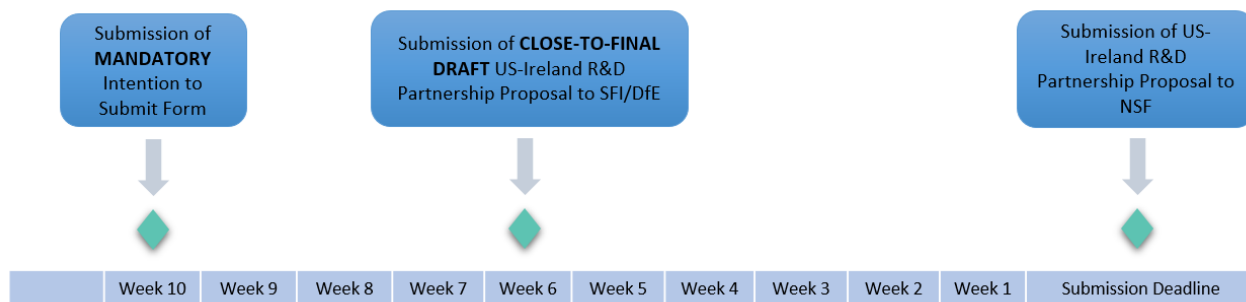 Submission of
MANDATORY
Intention to
Submit Form
Submission of CLOSE-TO-FINAL
DRAFT US-Ireland R&D
Partnership Proposal to SFI/DfE
Submission of US-
Ireland R&D
Partnership Proposal to
NSF
Week 10 Week 9 Week 8 Week 7 Week 6 Week 5 Week 4 Week 3 Week 2 Week 1 Submission Deadline